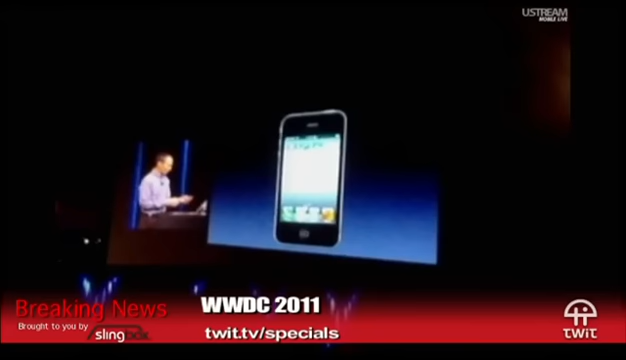 USTREAM
MOBILE LIVE
Breaking News
WWDC 2011
Brought to you by slingbox
twit.tv/specials
TWiT